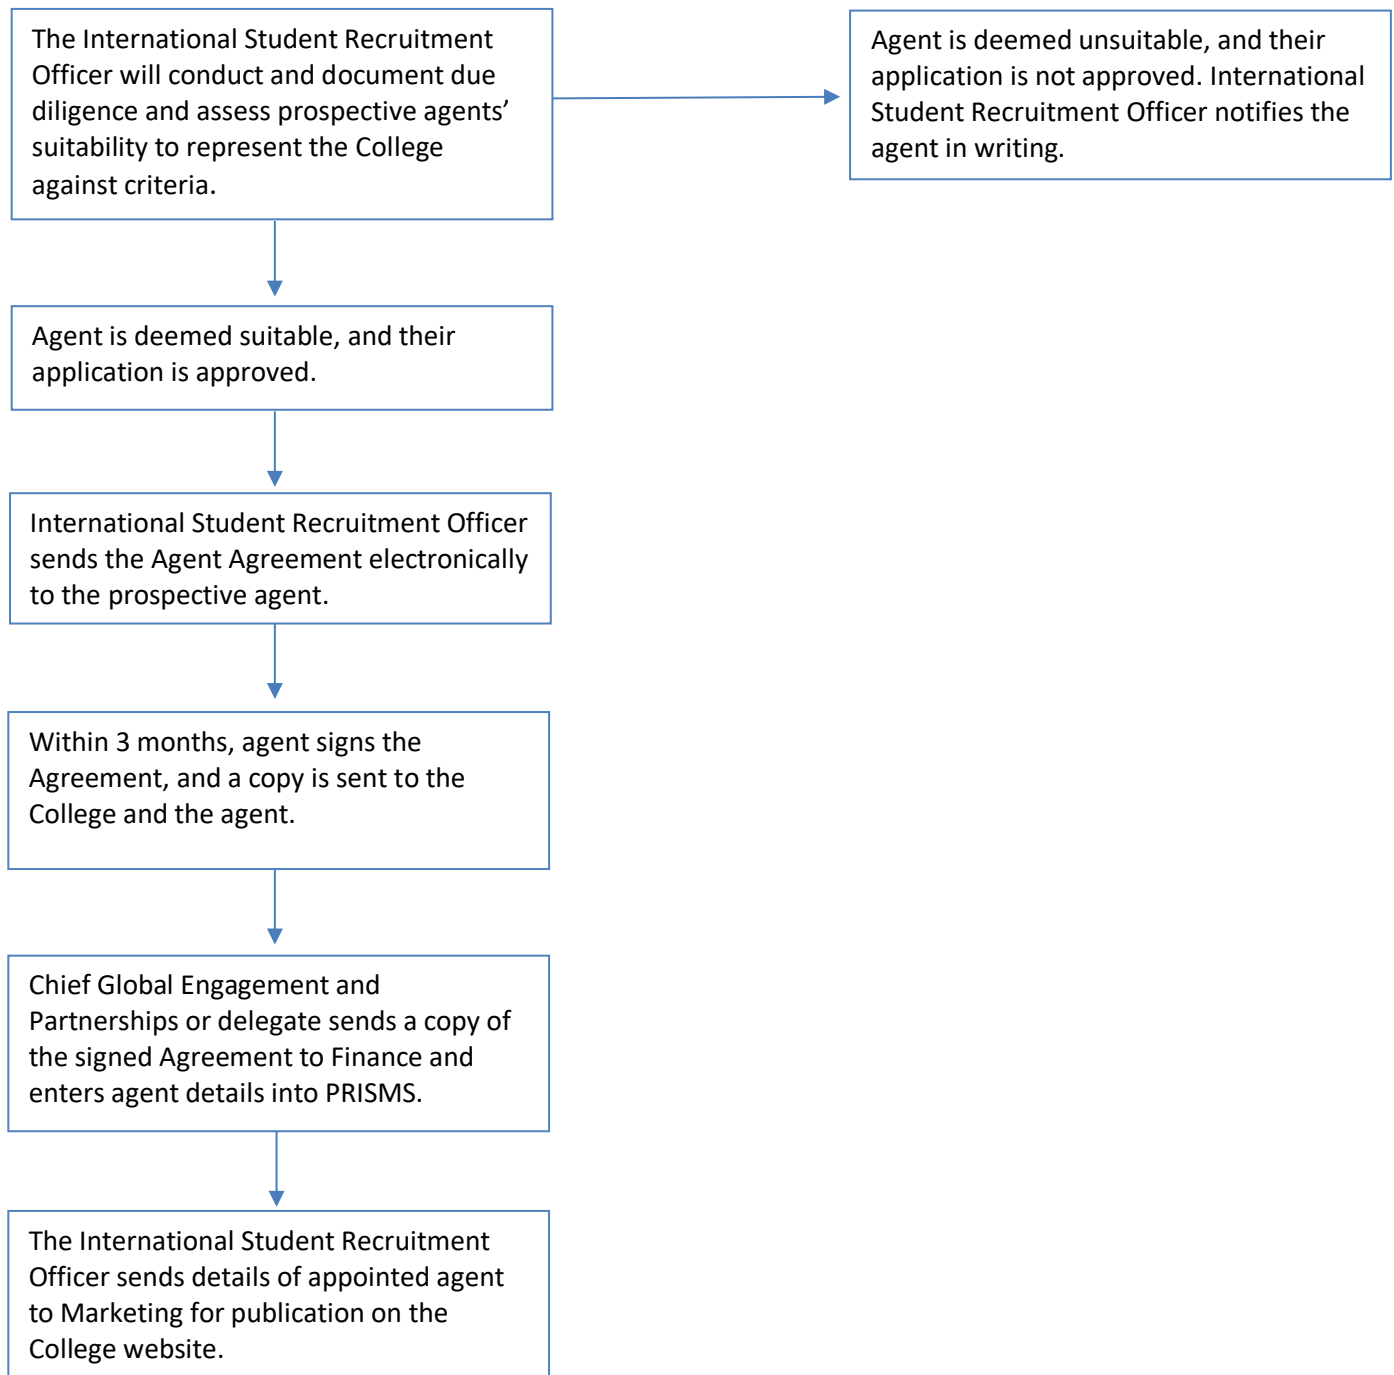 The International Student Recruitment
Officer will conduct and document due
diligence and assess prospective agents’
suitability to represent the College
against criteria.
Agent is deemed unsuitable, and their
application is not approved. International
Student Recruitment Officer notifies the
agent in writing.
Agent is deemed suitable, and their
application is approved.
International Student Recruitment Officer
sends the Agent Agreement electronically
to the prospective agent.
Within 3 months, agent signs the
Agreement, and a copy is sent to the
College and the agent.
Chief Global Engagement and
Partnerships or delegate sends a copy of
the signed Agreement to Finance and
enters agent details into PRISMS.
The International Student Recruitment
Officer sends details of appointed agent
to Marketing for publication on the
College website.